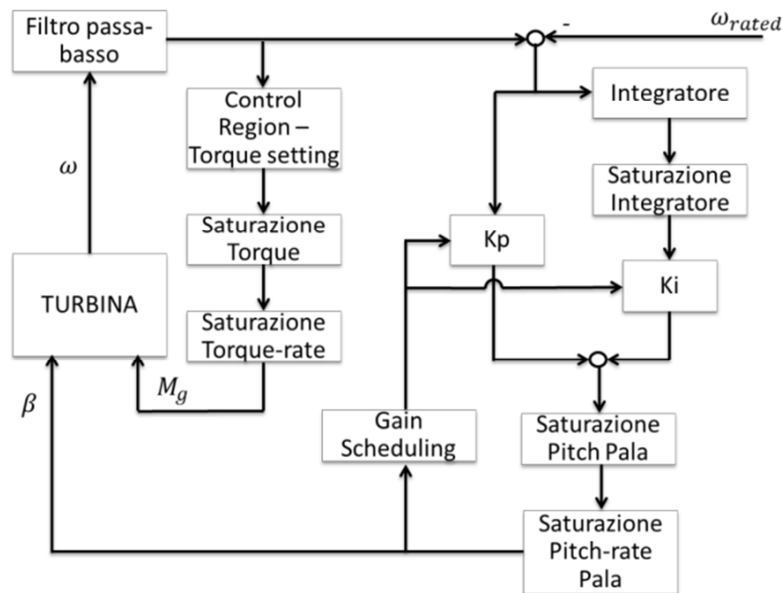 Filtro passa-
basso
-
ω_rated
Control
Region –
Torque setting
Integratore
ω
Saturazione
Integratore
Saturazione
Torque
Kp
TURBINA
Ki
Saturazione
Torque-rate
M_g
β
Gain
Scheduling
Saturazione
Pitch Pala
Saturazione
Pitch-rate
Pala